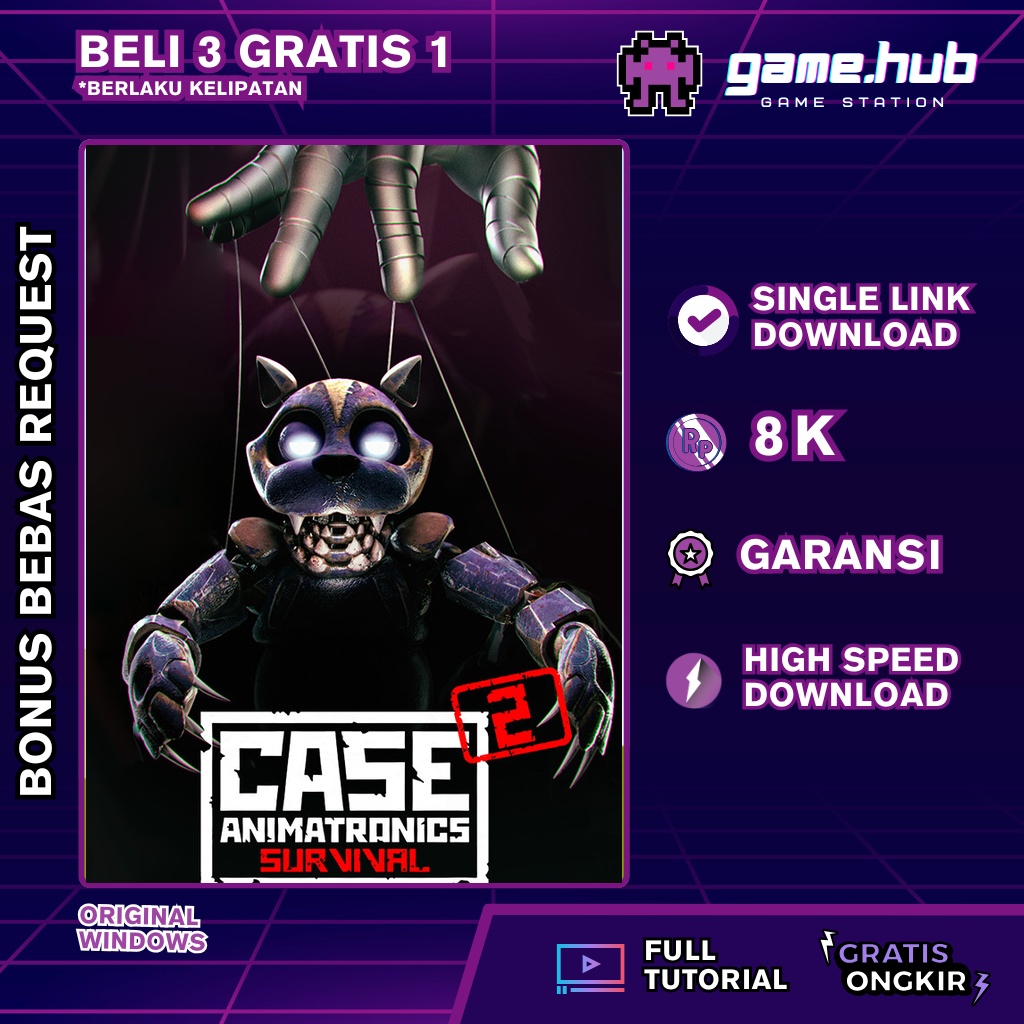 BELI 3 GRATIS 1
*BERLAKU KELIPATAN
game.hub
GAME STATION
BONUS BEBAS REQUEST
SINGLE LINK
DOWNLOAD
Rp
8K
GARANSI
HIGH SPEED
DOWNLOAD
2
CASE
ANIMATRONICS
SURVIVAL
ORIGINAL
WINDOWS
FULL
TUTORIAL
GRATIS
ONGKIR